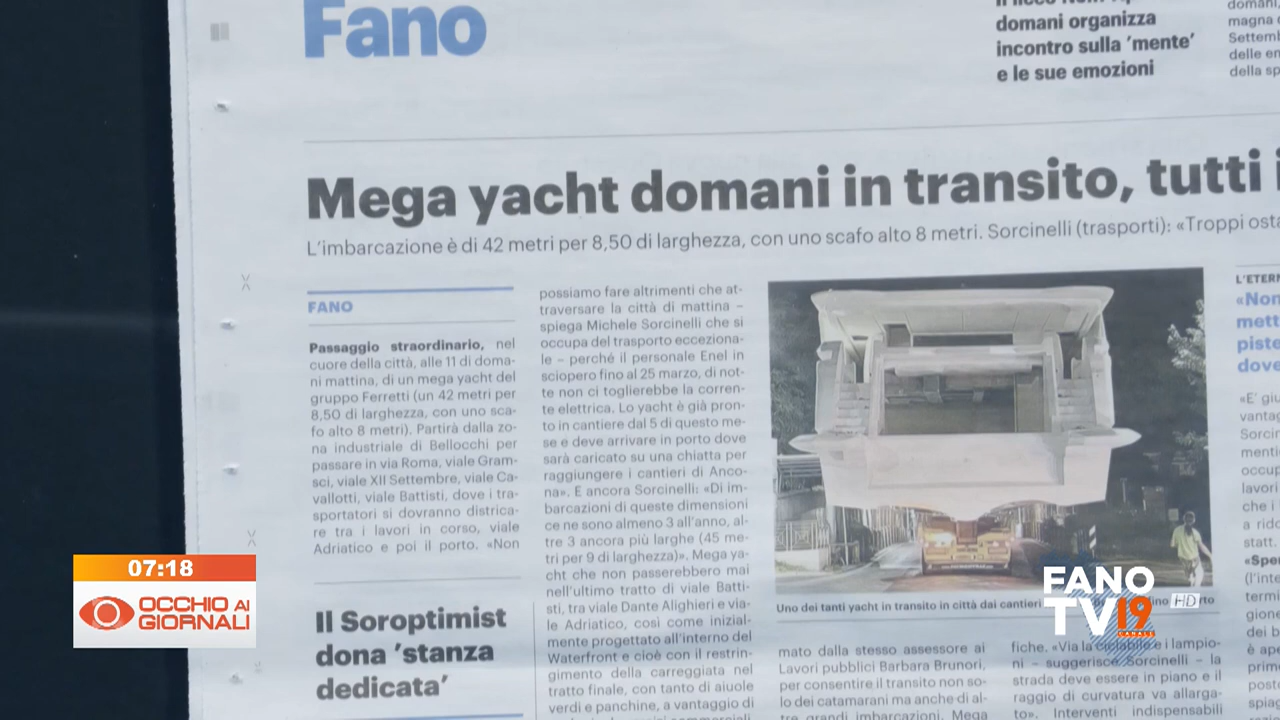 Fano
domani organizza
incontro sulla 'mente'
e le sue emozioni
magna
delle
della
Mega yacht domani in transito, tutti
L'imbarcazione è di 42 metri per 8,50 di larghezza, con uno scafo alto 8 metri. Sorcinelli (trasporti): «Troppi
FANO
Passaggio straordinario, nel
cuore della città, alle 11 di doma-
ni mattina, di un mega yacht del
gruppo Ferretti (un 42 metri per
8,50 di larghezza, con uno sca-
fo alto 8 metri). Partirà dalla zo-
na industriale di Bellocchi per
passare in via Roma, viale Gram-
sci, viale XII Settembre, viale Ca-
vallotti, viale Battisti, dove i tra-
sportatori si dovranno districa-
re tra i lavori in corso, viale
Adriatico e poi il porto. «Non
Il Soroptimist
dona 'stanza
dedicata'
possiamo fare altrimenti che at-
traversare la città di mattina –
spiega Michele Sorcinelli che si
occupa del trasporto ecceziona-
le – perché il personale Enel in
sciopero fino al 25 marzo, di not-
te non ci toglierebbe la corren-
te elettrica. Lo yacht è già pron-
to in cantiere dal 5 di questo me-
se e deve arrivare in porto dove
sarà caricato su una chiatta per
raggiungere i cantieri di Anco-
na». E ancora Sorcinelli: «Di im-
barcazioni di queste dimensioni
ce ne sono almeno 3 all'anno, al-
tre 3 ancora più larghe (45 me-
tri per 9 di larghezza)». Mega ya-
cht che non passerebbero mai
nell'ultimo tratto di viale Batti-
sti, tra viale Dante Alighieri e via-
le Adriatico, così come inizial-
mente progettato all'interno del
Waterfront e cioè con il restrin-
gimento della carreggiata nel
tratto finale, con tanto di aiuole
verdi e panchine, a vantaggio di
Uno dei tanti yacht in transito in città dai cantieri
mato dalla stesso assessore ai
Lavori pubblici Barbara Brunori,
per consentire il transito non so-
lo dei catamarani ma anche di al-
tre grandi imbarcazioni. Mega
fiche. «Via la ciclabile e i lampio-
ni – suggerisce Sorcinelli – la
strada deve essere in piano e il
raggio di curvatura va allarga-
to». Interventi indispensabili
«Non
dove
«E' giu
che i
statt.
07:18
OCCHIO AI
GIORNALI
FANO
TV19 HD
CANALE